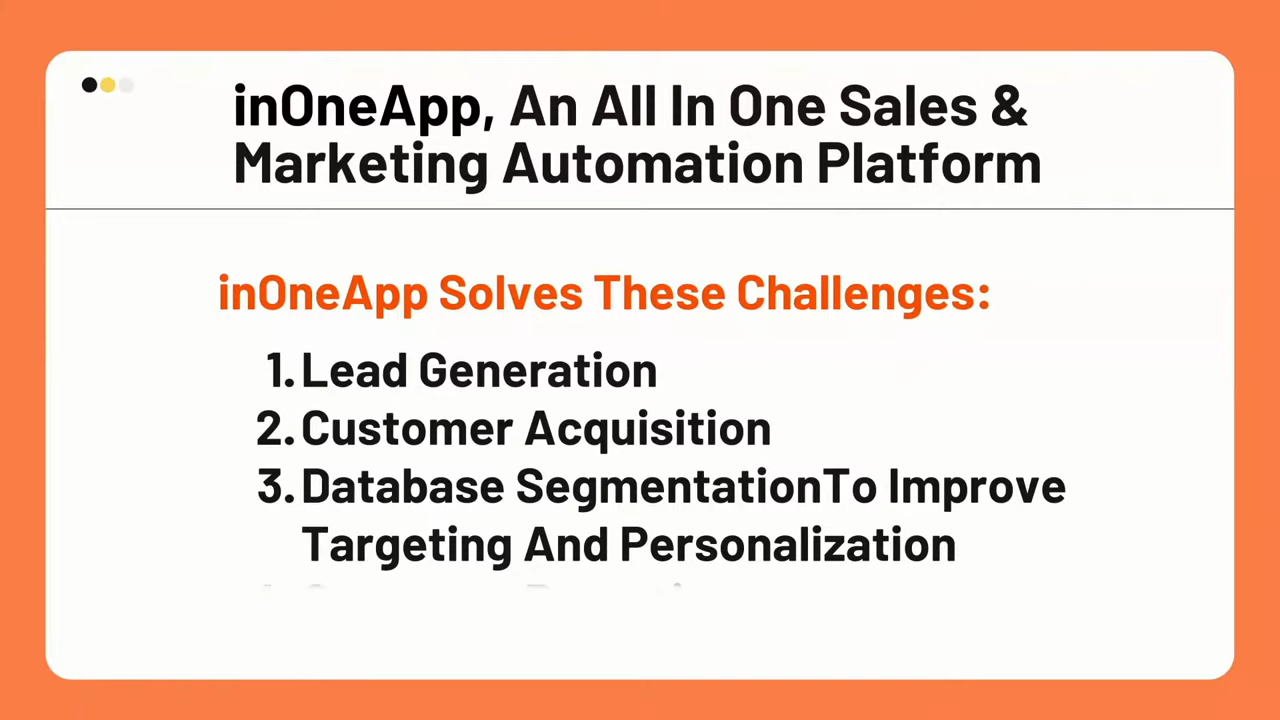 inOneApp, An All In One Sales &
Marketing Automation Platform
inOneApp Solves These Challenges:
1. Lead Generation
2. Customer Acquisition
3. Database SegmentationTo Improve
Targeting And Personalization